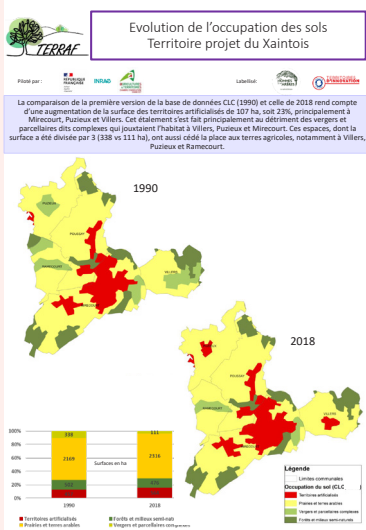 TERRAF
Evolution de l'occupation des sols
Territoire projet du Xaintois
Piloté par :
RÉPUBLIQUE
FRANÇAISE
INRAE
Labellisé:
La comparaison de la première version de la base de données CLC (1990) et celle de 2018 rend compte
d'une augmentation de la surface des territoires artificialisés de 107 ha, soit 23%, principalement à
Mirecourt, Puzieux et Villers. Cet étalement s'est fait principalement au détriment des vergers et
parcellaires dits complexes qui jouxtaient l'habitat à Villers, Puzieux et Mirecourt. Ces espaces, dont la
surface a été divisée par 3 (338 vs 111 ha), ont aussi cédé la place aux terres agricoles, notamment à Villers,
Puzieux et Ramecourt.
1990
POUSSAY
VILLERS
2018
POUSSAY
VILLERS
100%
80%
60%
40%
20%
0%
338
2169
Surfaces en ha
111
2316
1990
2018
Territoires artificialisés
Forêts et milieux semi-nat
Prairies et terres arables
Vergers et parcellaires
Légende
Limites communales
Occupation du sol (CLC
Territoires artificialisés
Prairies et terres arables
Vergers et parcellaires complexes
Forêts et milieux semi-naturels